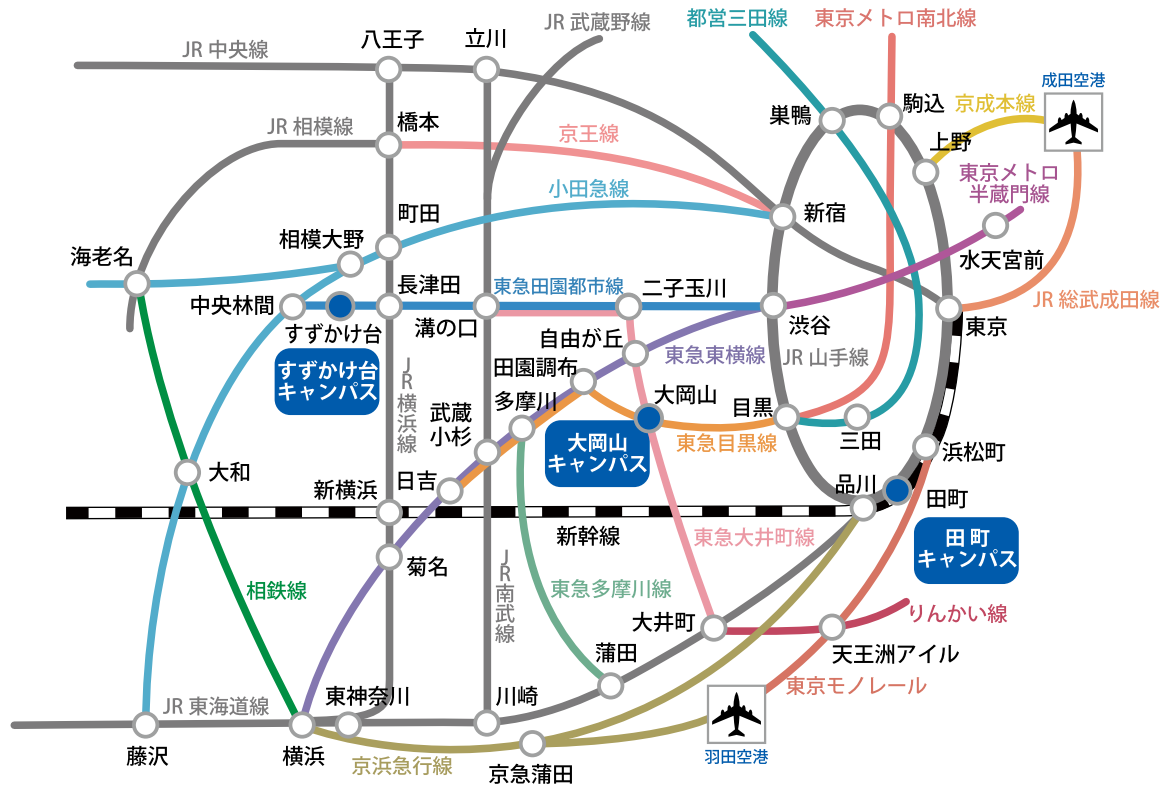 JR 武蔵野線
都営三田線
東京メトロ南北線
JR 中央線
八王子
立川
成田空港
京成本線
駒込
巣鴨
橋本
JR 相模線
京王線
上野
東京メトロ
半蔵門線
小田急線
町田
新宿
相模大野
海老名
水天宮前
長津田
東急田園都市線
二子玉川
JR 総武成田線
中央林間
すずかけ台
溝の口
渋谷
東京
自由が丘
東急東横線
JR 山手線
すずかけ台
キャンパス
田園調布
JR横浜線
大岡山
多摩川
目黒
武蔵
小杉
東急目黒線
三田
大岡山
キャンパス
浜松町
大和
日吉
新横浜
品川
田町
新幹線
東急大井町線
田町
キャンパス
菊名
JR南武線
相鉄線
東急多摩川線
りんかい線
大井町
天王洲アイル
蒲田
東京モノレール
東神奈川
川崎
JR 東海道線
藤沢
横浜
京浜急行線
京急蒲田
羽田空港